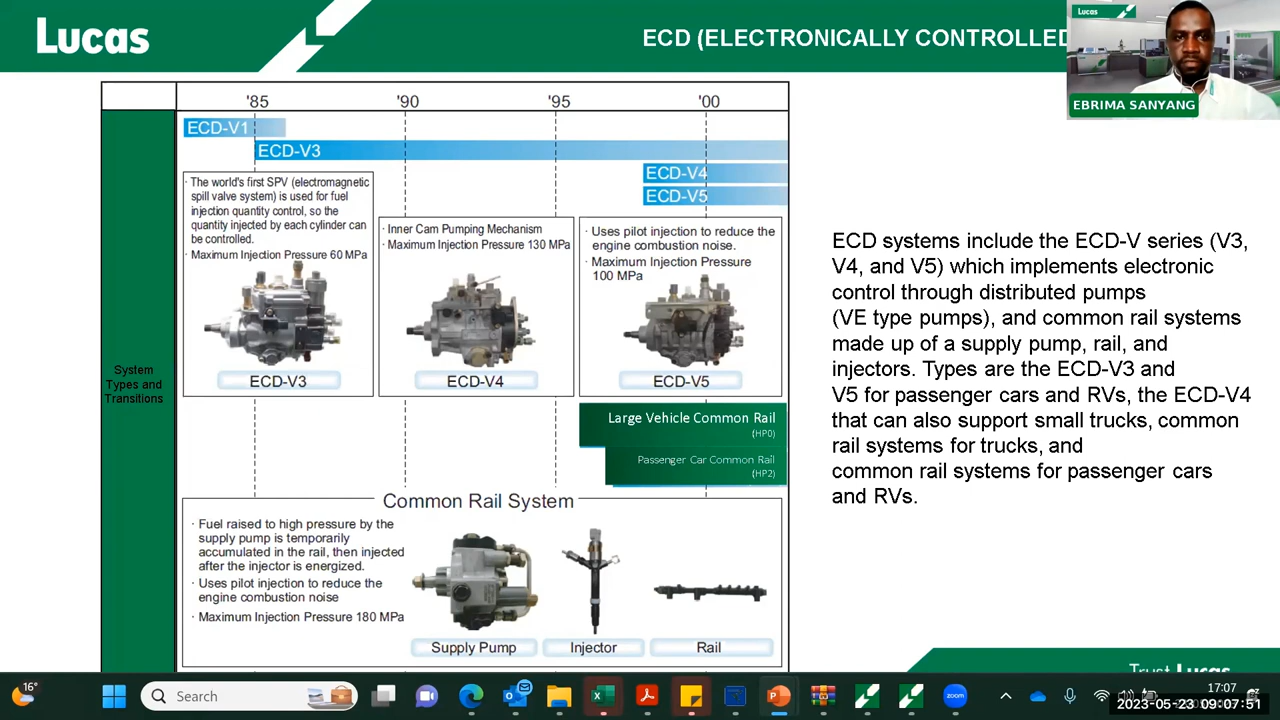 Lucas
ECD (ELECTRONICALLY CONTROLLED
Lucas
EBRIMA SANYANG
'85 '90 '95 '00
ECD-V1
ECD-V3
ECD-V4
ECD-V5
System
Types and
Transitions
· The world's first SPV (electromagnetic
spill valve system) is used for fuel
injection quantity control, so the
quantity injected by each cylinder can
be controlled.
· Maximum Injection Pressure 60 MPa
ECD-V3
· Inner Cam Pumping Mechanism
· Maximum Injection Pressure 130 MPa
ECD-V4
· Uses pilot injection to reduce the
engine combustion noise.
· Maximum Injection Pressure
100 MPa
ECD-V5
Large Vehicle Common Rail
(HP0)
Passenger Car Common Rail
(HP2)
Common Rail System
· Fuel raised to high pressure by the
supply pump is temporarily
accumulated in the rail, then injected
after the injector is energized.
· Uses pilot injection to reduce the
engine combustion noise
· Maximum Injection Pressure 180 MPa
Supply Pump
Injector
Rail
ECD systems include the ECD-V series (V3,
V4, and V5) which implements electronic
control through distributed pumps
(VE type pumps), and common rail systems
made up of a supply pump, rail, and
injectors. Types are the ECD-V3 and
V5 for passenger cars and RVs, the ECD-V4
that can also support small trucks, common
rail systems for trucks, and
common rail systems for passenger cars
and RVs.
Trust Lucas
16°
Search
zoom
17:07
2023-05-23 09:07:51